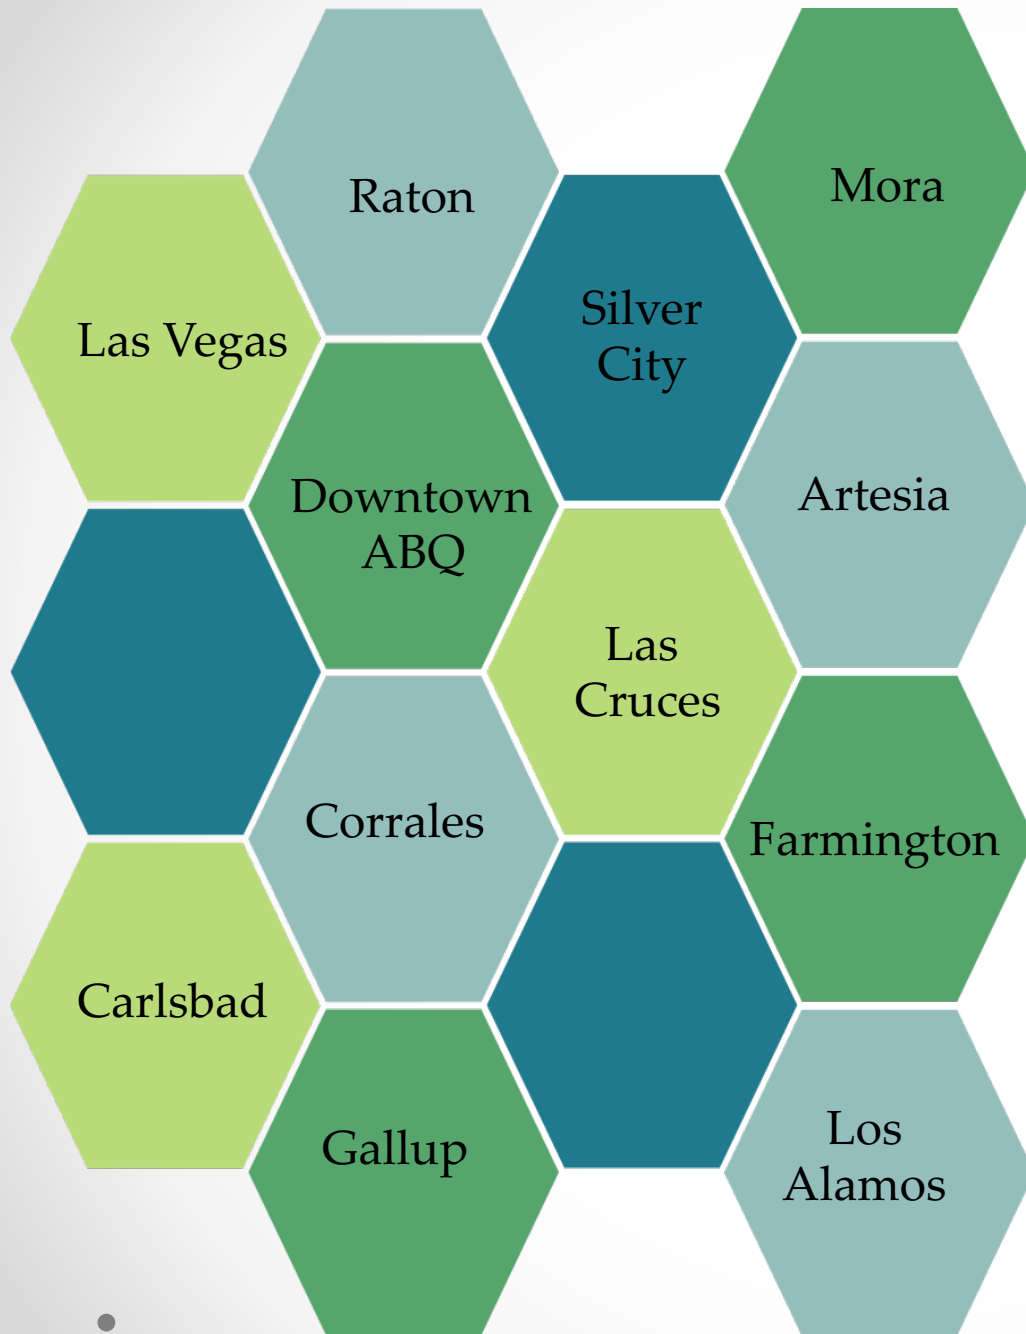 Raton
Mora
Las Vegas
Silver
City
Downtown
ABQ
Artesia
Las
Cruces
Corrales
Farmington
Carlsbad
Gallup
Los
Alamos